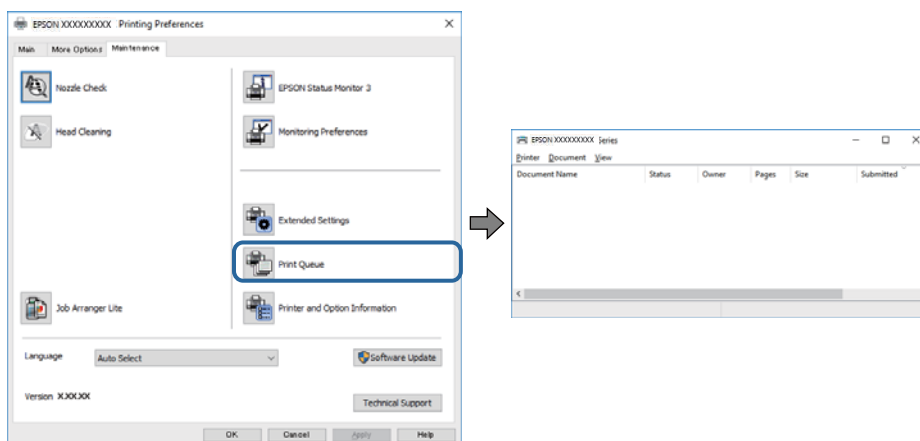 EPSON XXXXXXXXX Printing Preferences
Main More Options Maintenance
Nozzle Check
EPSON Status Monitor 3
Head Cleaning
Monitoring Preferences
Extended Settings
Print Queue
Job Arranger Lite
Printer and Option Information
Language Auto Select
Software Update
Version X.XX.XX
Technical Support
OK Cancel Apply Help
EPSON XXXXXXXXX Series
Printer Document View
Document Name Status Owner Pages Size Submitted